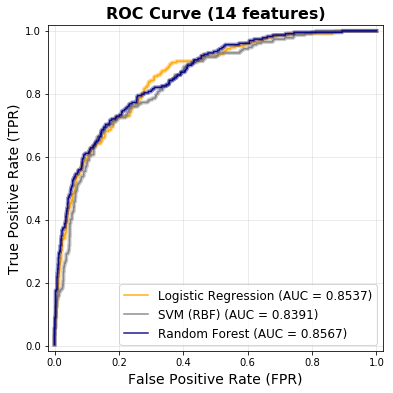 ROC Curve (14 features)
True Positive Rate (TPR)
1.0
0.8
0.6
0.4
0.2
0.0
Logistic Regression (AUC = 0.8537)
SVM (RBF) (AUC = 0.8391)
Random Forest (AUC = 0.8567)
0.0 0.2 0.4 0.6 0.8 1.0
False Positive Rate (FPR)